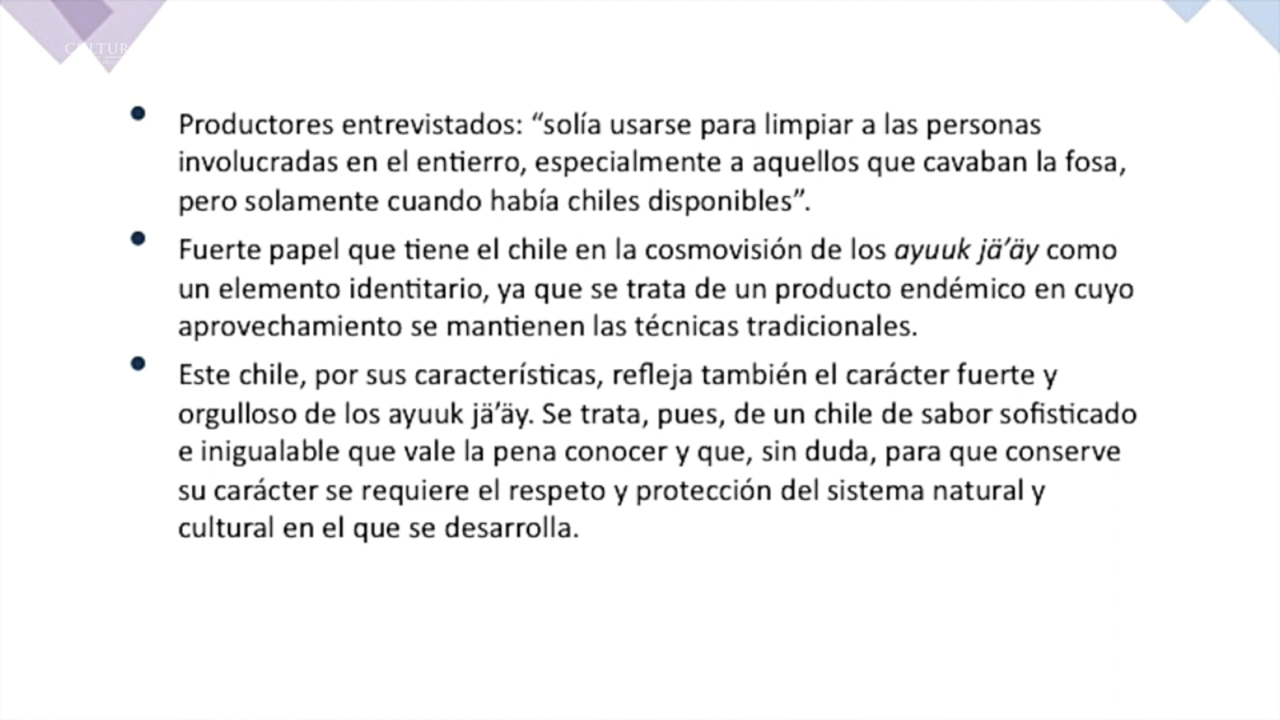 CULTURA
• Productores entrevistados: “solía usarse para limpiar a las personas
involucradas en el entierro, especialmente a aquellos que cavaban la fosa,
pero solamente cuando había chiles disponibles”.
• Fuerte papel que tiene el chile en la cosmovisión de los ayuuk jä’äy como
un elemento identitario, ya que se trata de un producto endémico en cuyo
aprovechamiento se mantienen las técnicas tradicionales.
• Este chile, por sus características, refleja también el carácter fuerte y
orgulloso de los ayuuk jä’äy. Se trata, pues, de un chile de sabor sofisticado
e inigualable que vale la pena conocer y que, sin duda, para que conserve
su carácter se requiere el respeto y protección del sistema natural y
cultural en el que se desarrolla.